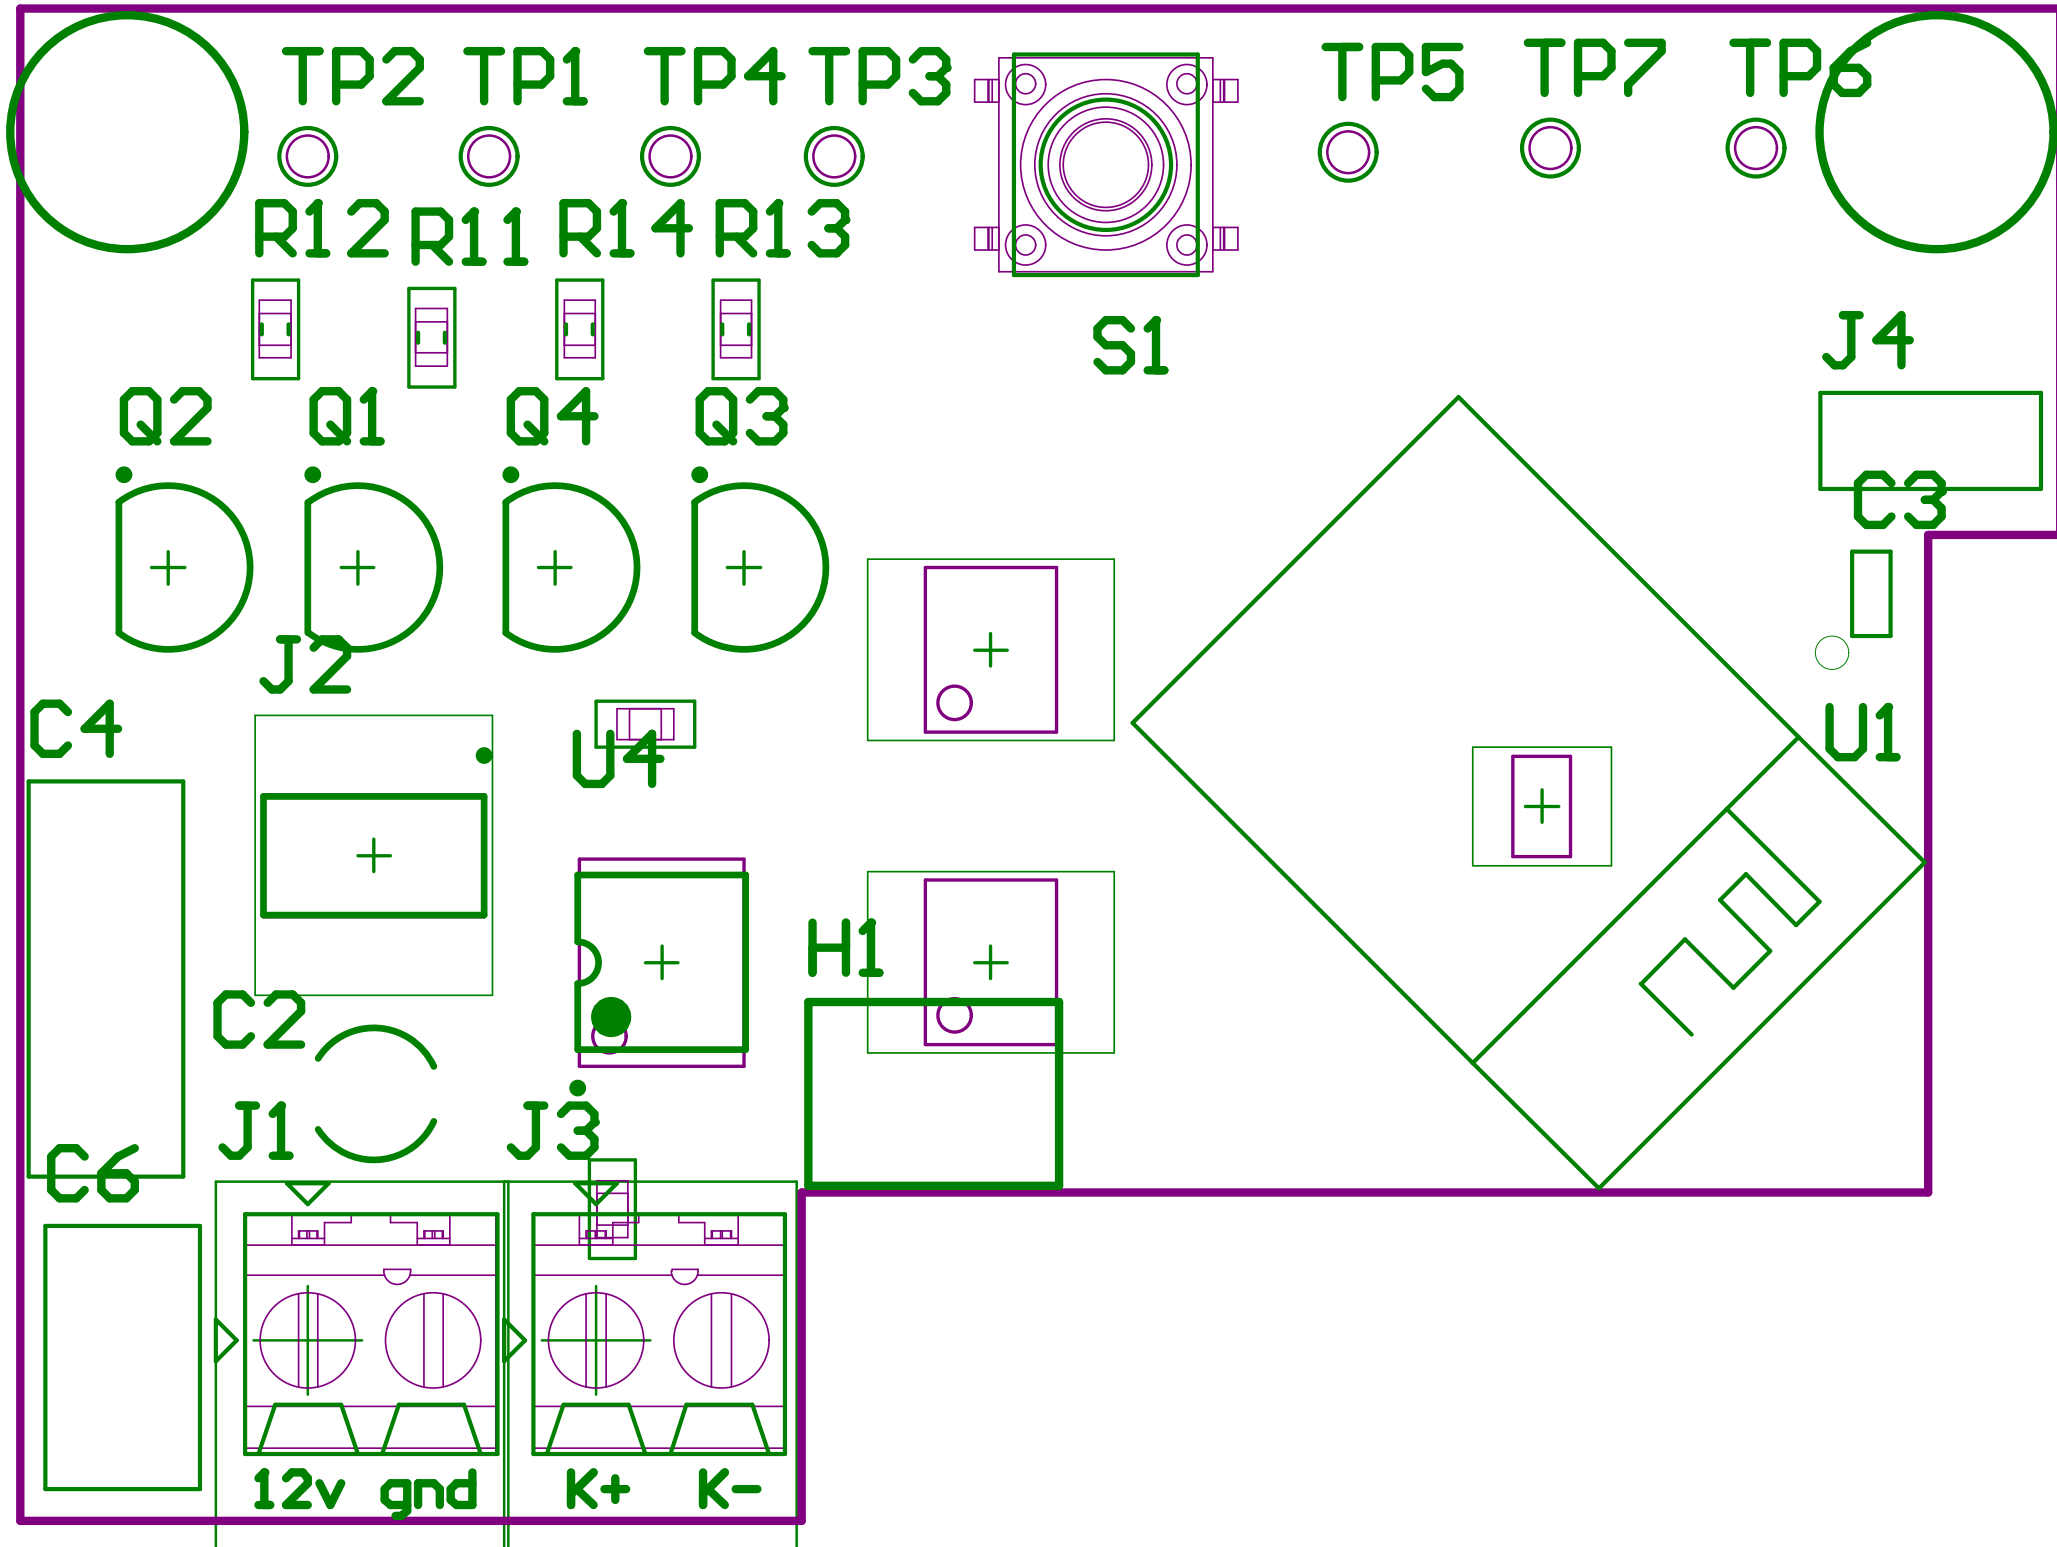 TP2 TP1 TP4 TP3 TP5 TP7 TP6
R12 R11 R14 R13
S1 J4
Q2 Q1 Q4 Q3
C3
J2
C4 U4 U1
H1
C2
J1 J3
C6
12v gnd K+ K-